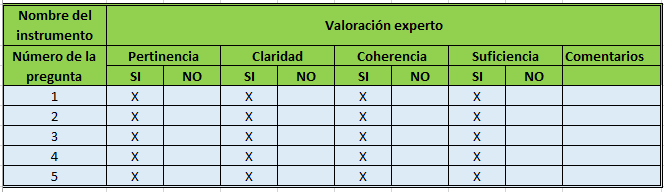 Nombre del instrumento Valoración experto
Número de la pregunta Pertinencia Claridad Coherencia Suficiencia Comentarios
SI NO SI NO SI NO SI NO
1 X X X X
2 X X X X
3 X X X X
4 X X X X
5 X X X X